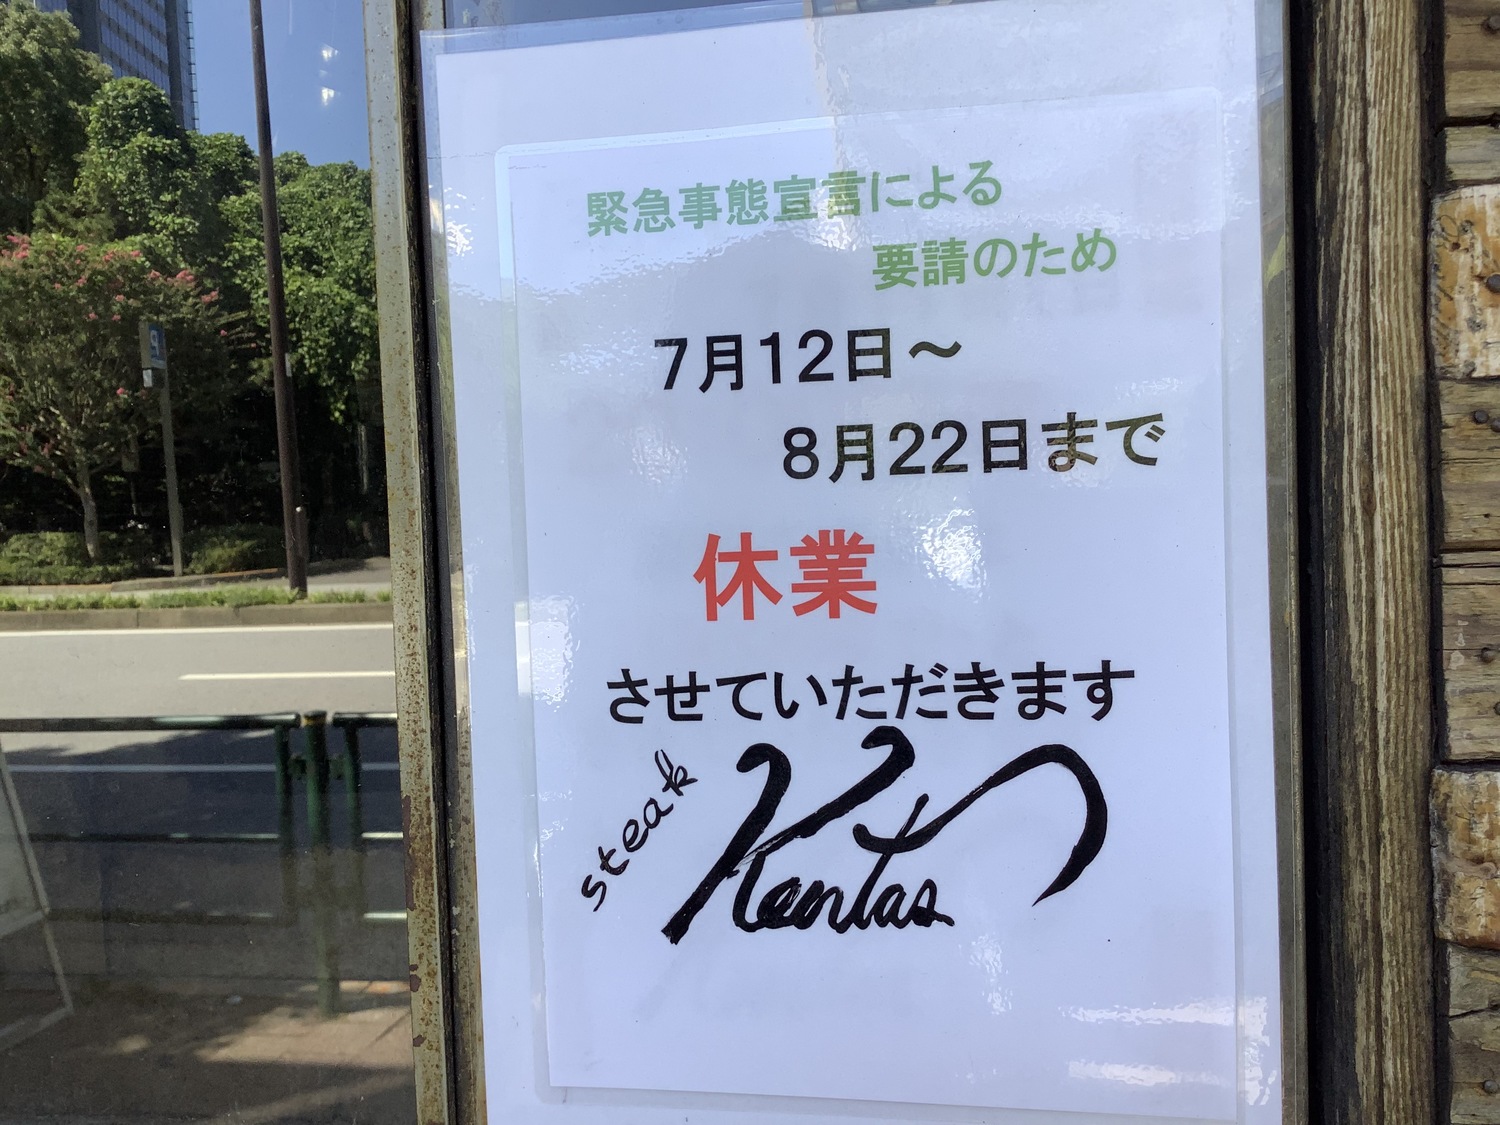 緊急事態宣言による
要請のため
7月12日～
8月22日まで
休業
させていただきます
steak
Kentas